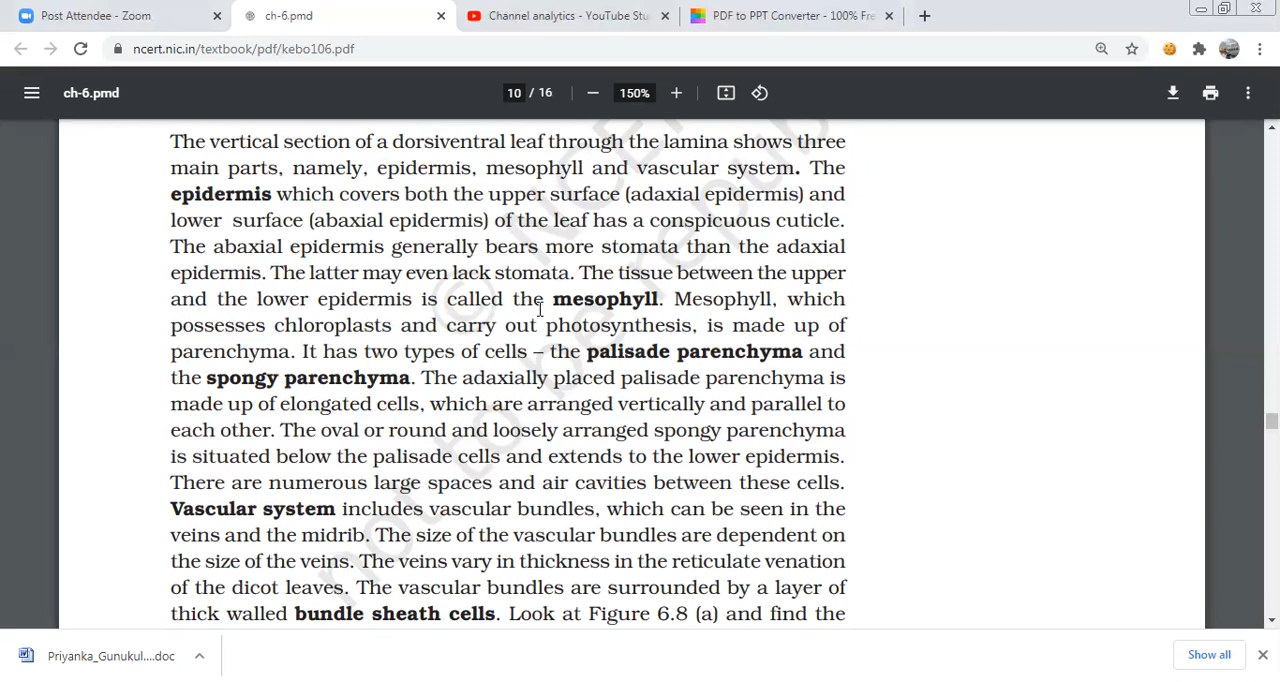 Post Attendee - Zoom
ch-6.pmd
Channel analytics - YouTube Stu
PDF to PPT Converter - 100% Fre
ncert.nic.in/textbook/pdf/kebo106.pdf
ch-6.pmd
10 / 16
150%
The vertical section of a dorsiventral leaf through the lamina shows three
main parts, namely, epidermis, mesophyll and vascular system. The
epidermis which covers both the upper surface (adaxial epidermis) and
lower surface (abaxial epidermis) of the leaf has a conspicuous cuticle.
The abaxial epidermis generally bears more stomata than the adaxial
epidermis. The latter may even lack stomata. The tissue between the upper
and the lower epidermis is called the mesophyll. Mesophyll, which
possesses chloroplasts and carry out photosynthesis, is made up of
parenchyma. It has two types of cells – the palisade parenchyma and
the spongy parenchyma. The adaxially placed palisade parenchyma is
made up of elongated cells, which are arranged vertically and parallel to
each other. The oval or round and loosely arranged spongy parenchyma
is situated below the palisade cells and extends to the lower epidermis.
There are numerous large spaces and air cavities between these cells.
Vascular system includes vascular bundles, which can be seen in the
veins and the midrib. The size of the vascular bundles are dependent on
the size of the veins. The veins vary in thickness in the reticulate venation
of the dicot leaves. The vascular bundles are surrounded by a layer of
thick walled bundle sheath cells. Look at Figure 6.8 (a) and find the
© NCE
not to be repub
Priyanka_Gunukul....doc
Show all